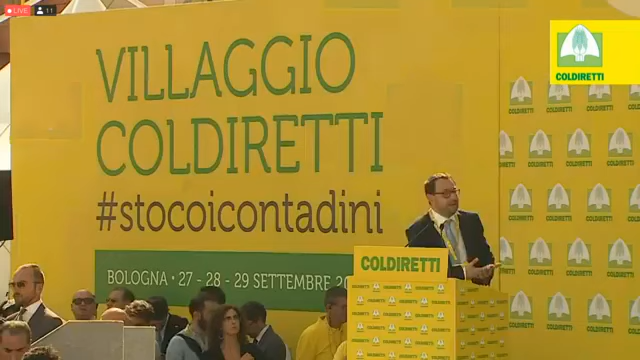 LIVE 11
COLDIRETTI
VILLAGGIO
COLDIRETTI
#stocoicontadini
BOLOGNA • 27 - 28 - 29 SETTEMBRE
COLDIRETTI